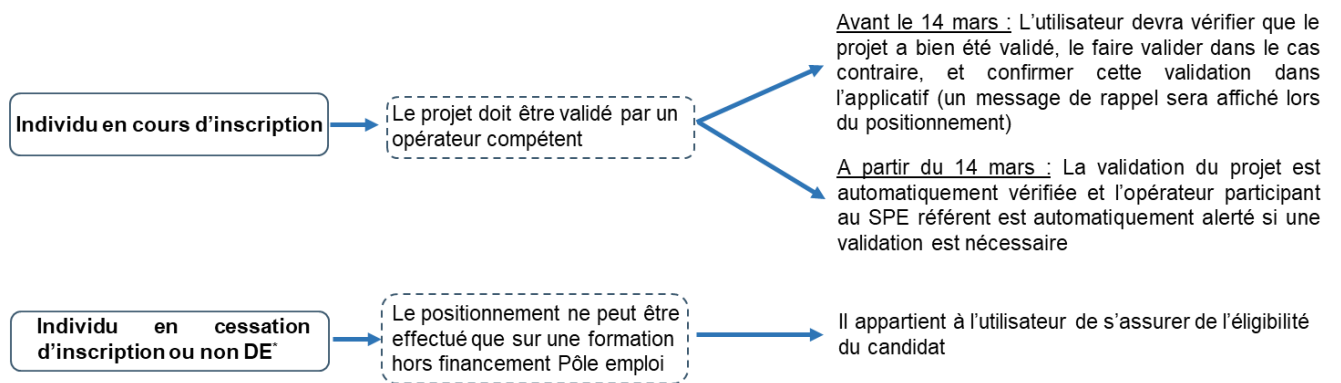 Individu en cours d’inscription
Le projet doit être validé par un
opérateur compétent
Avant le 14 mars : L’utilisateur devra vérifier que le
projet a bien été validé, le faire valider dans le cas
contraire, et confirmer cette validation dans
l’applicatif (un message de rappel sera affiché lors
du positionnement)
A partir du 14 mars : La validation du projet est
automatiquement vérifiée et l’opérateur participant
au SPE référent est automatiquement alerté si une
validation est nécessaire
Individu en cessation
d’inscription ou non DE*
Le positionnement ne peut être
effectué que sur une formation
hors financement Pôle emploi
Il appartient à l’utilisateur de s’assurer de l’éligibilité
du candidat